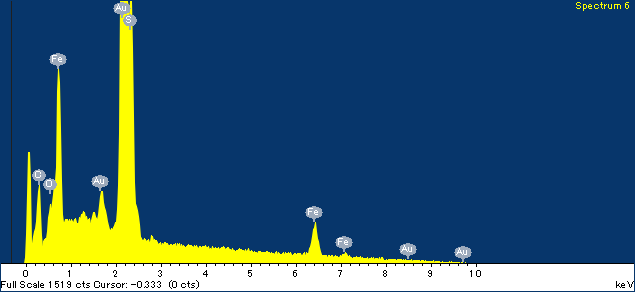 Spectrum 6
Au
S
Fe
O
O
Au
Fe
Fe
Au
Au
0 1 2 3 4 5 6 7 8 9 10
Full Scale 1519 cts Cursor: -0.333 (0 cts) keV